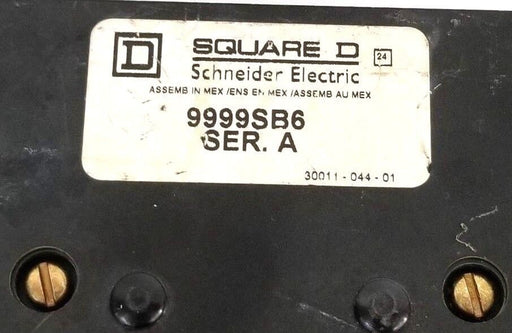 D SQUARE D 24
Schneider Electric
ASSEMB IN MEX /ENS EN MEX /ASSEMB AU MEX
9999SB6
SER. A
30011 - 044 - 01